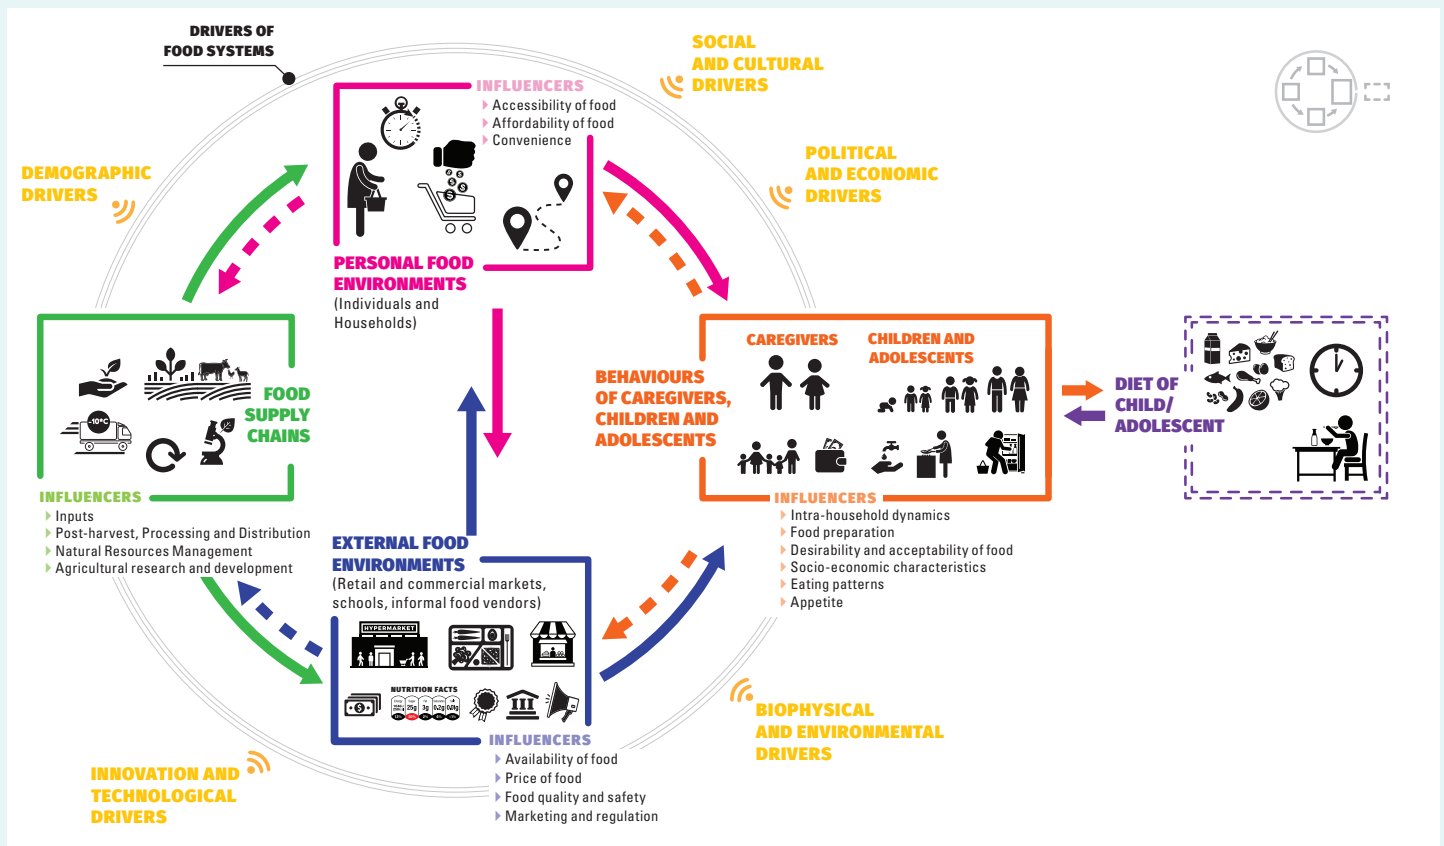 DRIVERS OF
FOOD SYSTEMS
SOCIAL
AND CULTURAL
DRIVERS
POLITICAL
AND ECONOMIC
DRIVERS
DEMOGRAPHIC
DRIVERS
INFLUENCERS
Accessibility of food
Affordability of food
Convenience
PERSONAL FOOD
ENVIRONMENTS
(Individuals and
Households)
FOOD
SUPPLY
CHAINS
-10°C
INFLUENCERS
Inputs
Post-harvest, Processing and Distribution
Natural Resources Management
Agricultural research and development
BEHAVIOURS
OF CAREGIVERS,
CHILDREN AND
ADOLESCENTS
CAREGIVERS
CHILDREN AND
ADOLESCENTS
INFLUENCERS
Intra-household dynamics
Food preparation
Desirability and acceptability of food
Socio-economic characteristics
Eating patterns
Appetite
DIET OF
CHILD/
ADOLESCENT
EXTERNAL FOOD
ENVIRONMENTS
(Retail and commercial markets,
schools, informal food vendors)
HYPERMARKET
NUTRITION FACTS
25g 3g 0.2g
INFLUENCERS
Availability of food
Price of food
Food quality and safety
Marketing and regulation
BIOPHYSICAL
AND ENVIRONMENTAL
DRIVERS
INNOVATION AND
TECHNOLOGICAL
DRIVERS